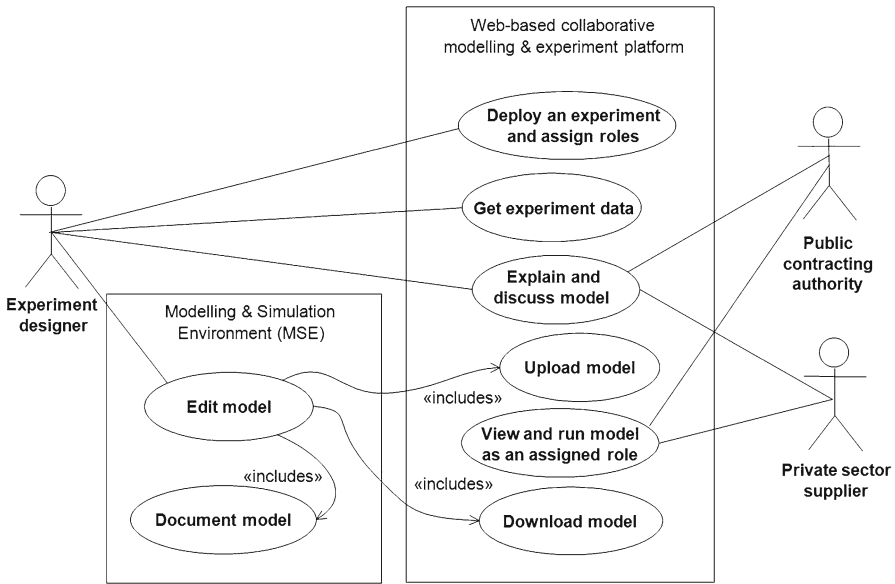 Web-based collaborative
modelling & experiment platform
Deploy an experiment
and assign roles
Get experiment data
Explain and
discuss model
Public
contracting
authority
Experiment
designer
Modelling & Simulation
Environment (MSE)
Upload model
«includes»
Edit model
View and run model
as an assigned role
«includes»
«includes»
Private sector
supplier
Document model
Download model